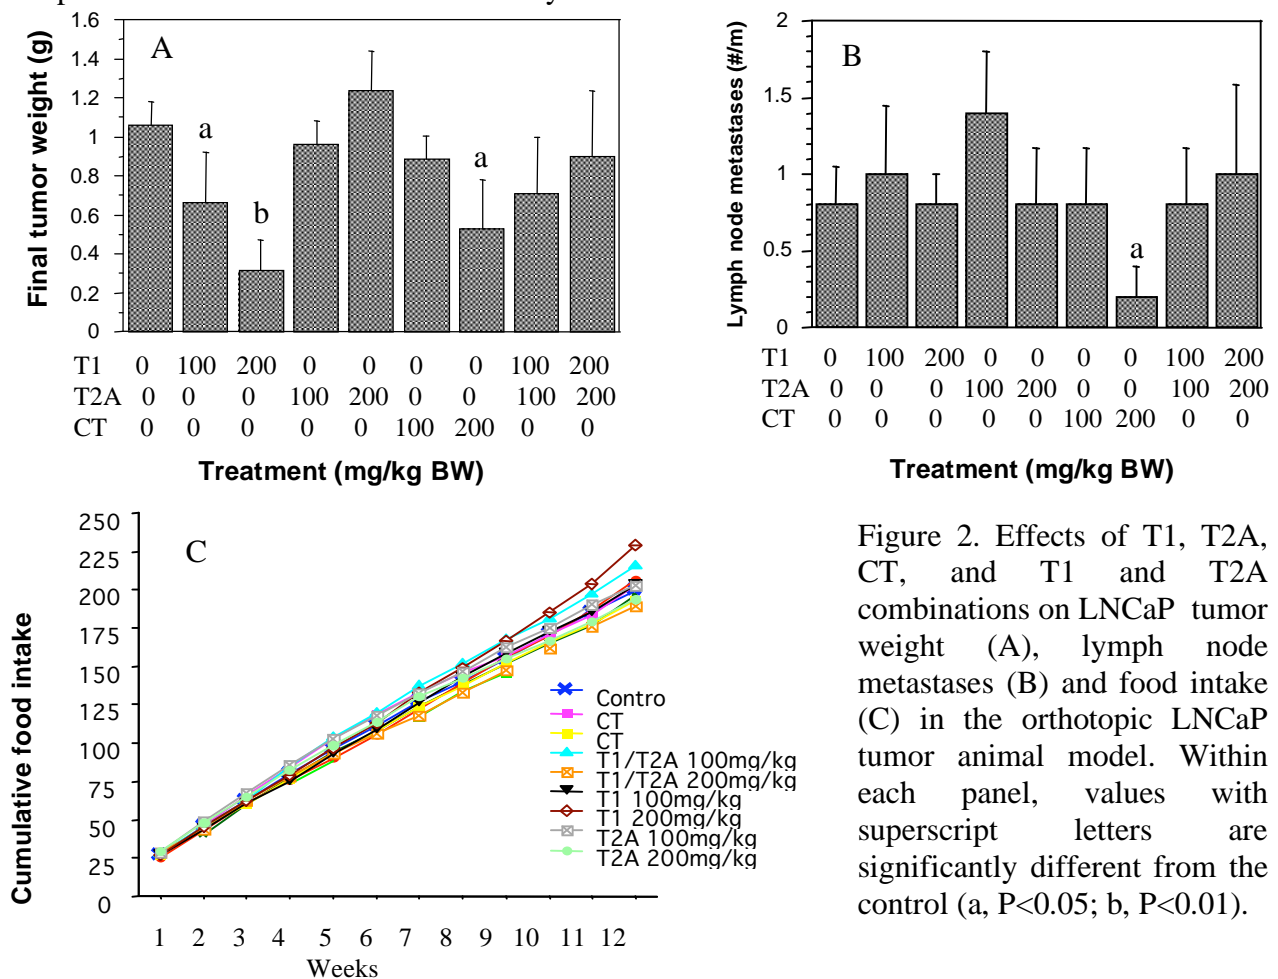 A
Final tumor weight (g)
1.6
1.4
1.2
1
0.8
0.6
0.4
0.2
0
a
b
a
T1 0 100 200 0 0 0 0 100 200
T2A 0 0 0 100 200 0 0 100 200
CT 0 0 0 0 0 100 200 0 0
Treatment (mg/kg BW)
B
Lymph node metastases (#/m)
2
1.5
1
0.5
0
a
T1 0 100 200 0 0 0 0 100 200
T2A 0 0 0 100 200 0 0 100 200
CT 0 0 0 0 0 100 200 0 0
Treatment (mg/kg BW)
C
Cumulative food intake
250
225
200
175
150
125
100
75
50
25
0
Contro
CT
CT
T1/T2A 100mg/kg
T1/T2A 200mg/kg
T1 100mg/kg
T1 200mg/kg
T2A 100mg/kg
T2A 200mg/kg
1 2 3 4 5 6 7 8 9 10 11 12
Weeks
Figure 2. Effects of T1, T2A,
CT, and T1 and T2A
combinations on LNCaP tumor
weight (A), lymph node
metastases (B) and food intake
(C) in the orthotopic LNCaP
tumor animal model. Within
each panel, values with
superscript letters are
significantly different from the
control (a, P<0.05; b, P<0.01).